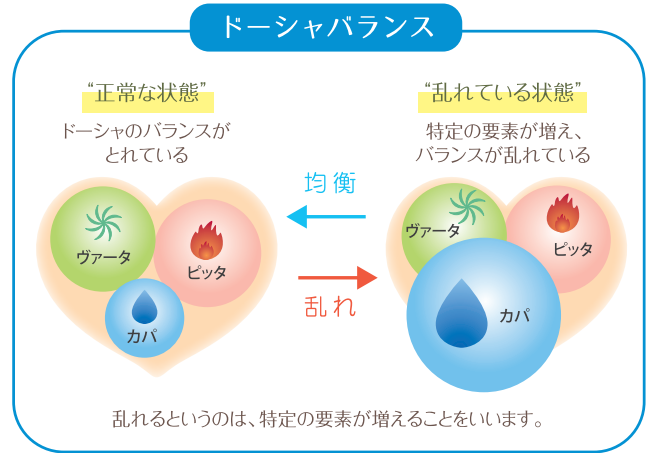 ドーシャバランス
“正常な状態”
ドーシャのバランスが
とれている
ヴァータ
ピッタ
カパ
均衡
乱れ
“乱れている状態”
特定の要素が増え、
バランスが乱れている
ヴァータ
ピッタ
カパ
乱れるというのは、特定の要素が増えることをいいます。